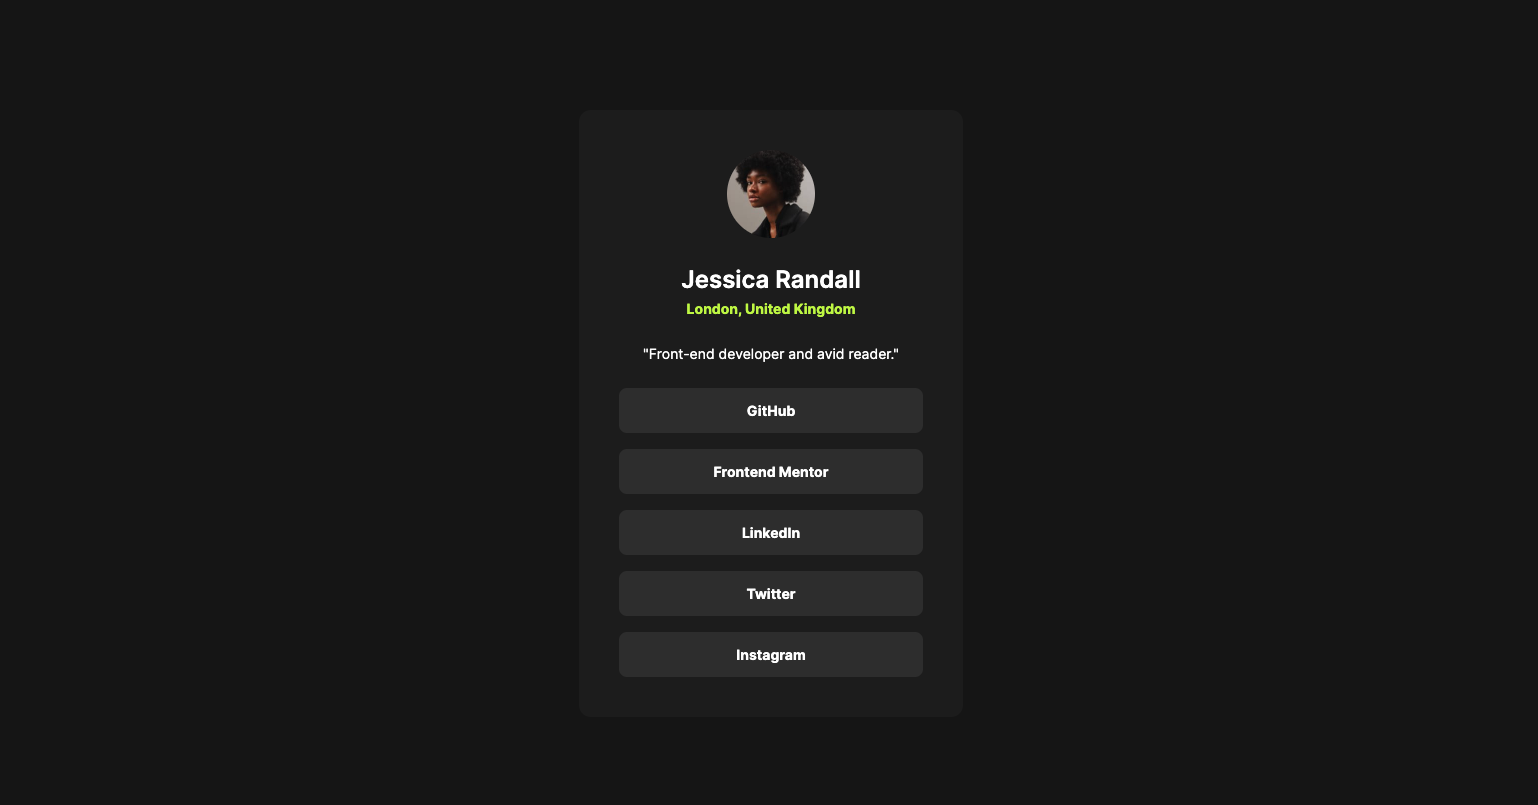 Jessica Randall
London, United Kingdom
"Front-end developer and avid reader."
GitHub
Frontend Mentor
LinkedIn
Twitter
Instagram